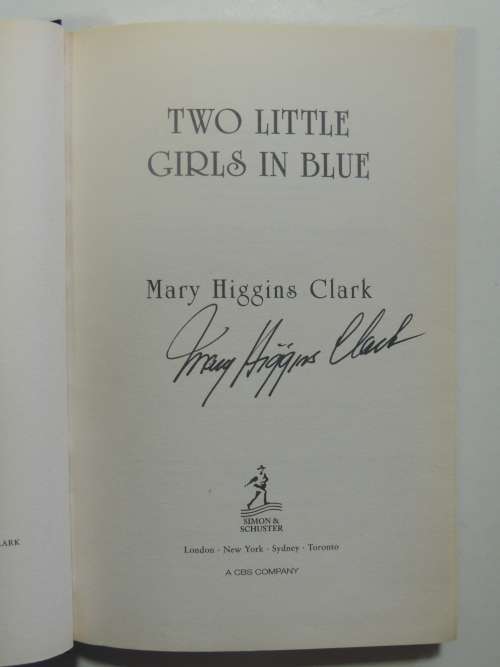 TWO LITTLE
GIRLS IN BLUE
Mary Higgins Clark
Mary Higgins Clark
SIMON &
SCHUSTER
London · New York · Sydney · Toronto
A CBS COMPANY
LARK